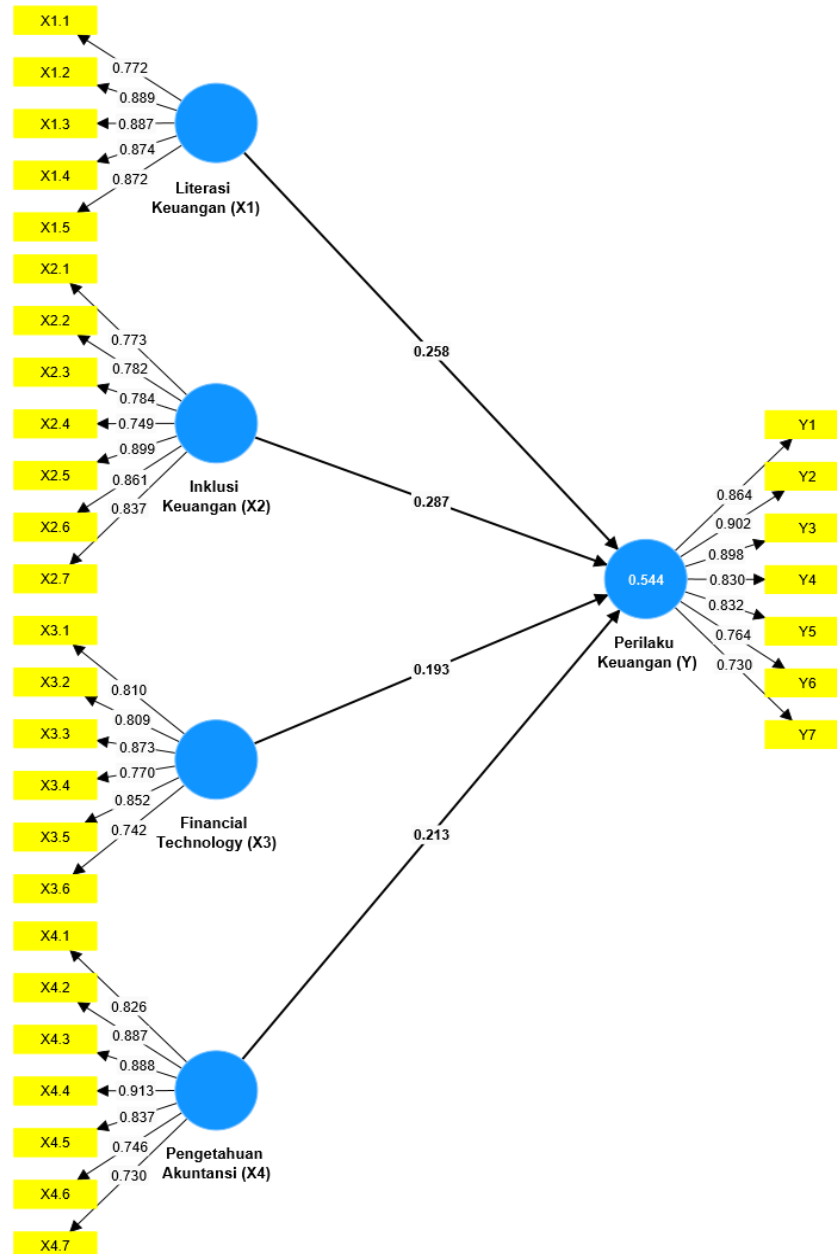 X1.1
0.772
X1.2
0.889
X1.3
0.887
X1.4
0.874
X1.5
0.872
Literasi
Keuangan (X1)
0.258
X2.1
0.773
X2.2
0.782
X2.3
0.784
X2.4
0.749
X2.5
0.899
X2.6
0.861
X2.7
0.837
Inklusi
Keuangan (X2)
0.287
X3.1
0.810
X3.2
0.809
X3.3
0.873
X3.4
0.770
X3.5
0.852
X3.6
0.742
Financial
Technology (X3)
0.193
X4.1
0.826
X4.2
0.887
X4.3
0.888
X4.4
0.913
X4.5
0.837
X4.6
0.746
X4.7
0.730
Pengetahuan
Akuntansi (X4)
0.213
0.544
Perilaku
Keuangan (Y)
Y1
0.864
Y2
0.902
Y3
0.898
Y4
0.830
Y5
0.832
Y6
0.764
Y7
0.730